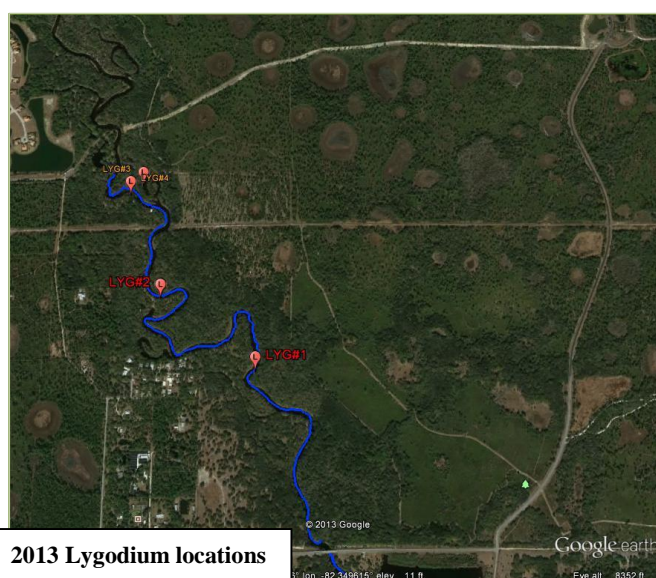 LYG#3
LYG#4
LYG#2
LYG#1
© 2013 Google
2013 Lygodium locations
Google earth
lon -82.349615° elev 11 ft
Eye alt 8352 ft